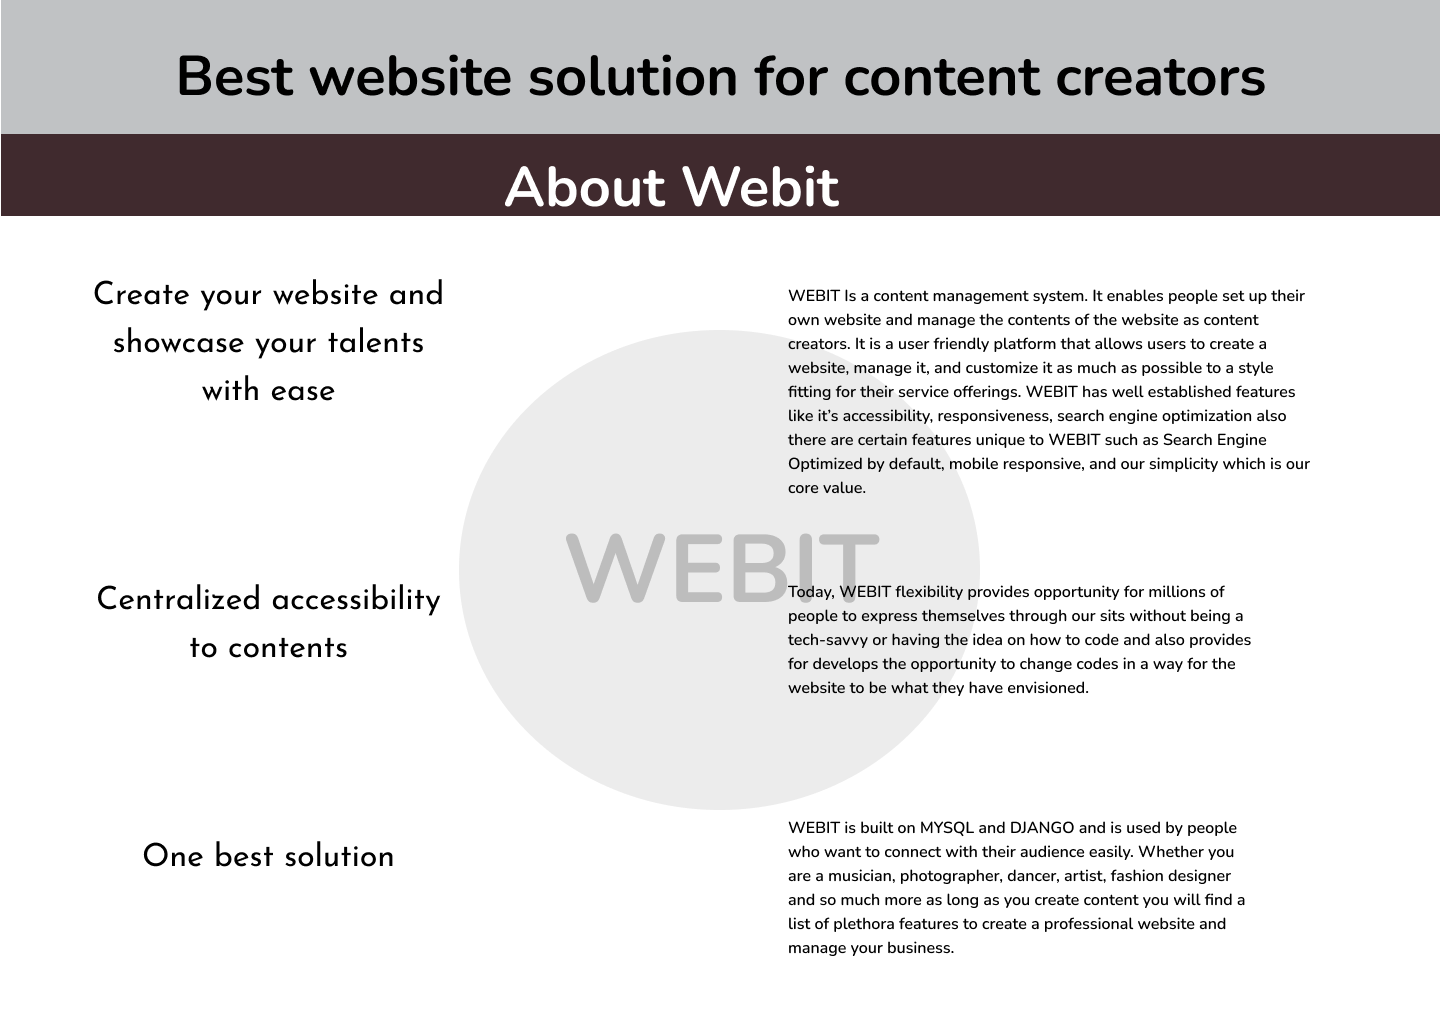 Best website solution for content creators
About Webit
Create your website and
showcase your talents
with ease
WEBIT Is a content management system. It enables people set up their
own website and manage the contents of the website as content
creators. It is a user friendly platform that allows users to create a
website, manage it, and customize it as much as possible to a style
fitting for their service offerings. WEBIT has well established features
like it’s accessibility, responsiveness, search engine optimization also
there are certain features unique to WEBIT such as Search Engine
Optimized by default, mobile responsive, and our simplicity which is our
core value.
WEBIT
Centralized accessibility
to contents
Today, WEBIT flexibility provides opportunity for millions of
people to express themselves through our sits without being a
tech-savvy or having the idea on how to code and also provides
for develops the opportunity to change codes in a way for the
website to be what they have envisioned.
One best solution
WEBIT is built on MYSQL and DJANGO and is used by people
who want to connect with their audience easily. Whether you
are a musician, photographer, dancer, artist, fashion designer
and so much more as long as you create content you will find a
list of plethora features to create a professional website and
manage your business.